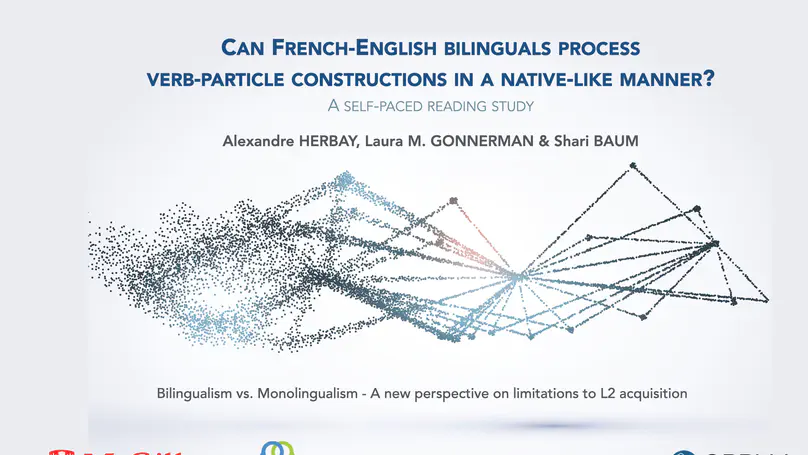 CAN FRENCH-ENGLISH BILINGUALS PROCESS
VERB-PARTICLE CONSTRUCTIONS IN A NATIVE-LIKE MANNER?
A SELF-PACED READING STUDY
Alexandre HERBAY, Laura M. GONNERMAN & Shari BAUM
Bilingualism vs. Monolingualism - A new perspective on limitations to L2 acquisition